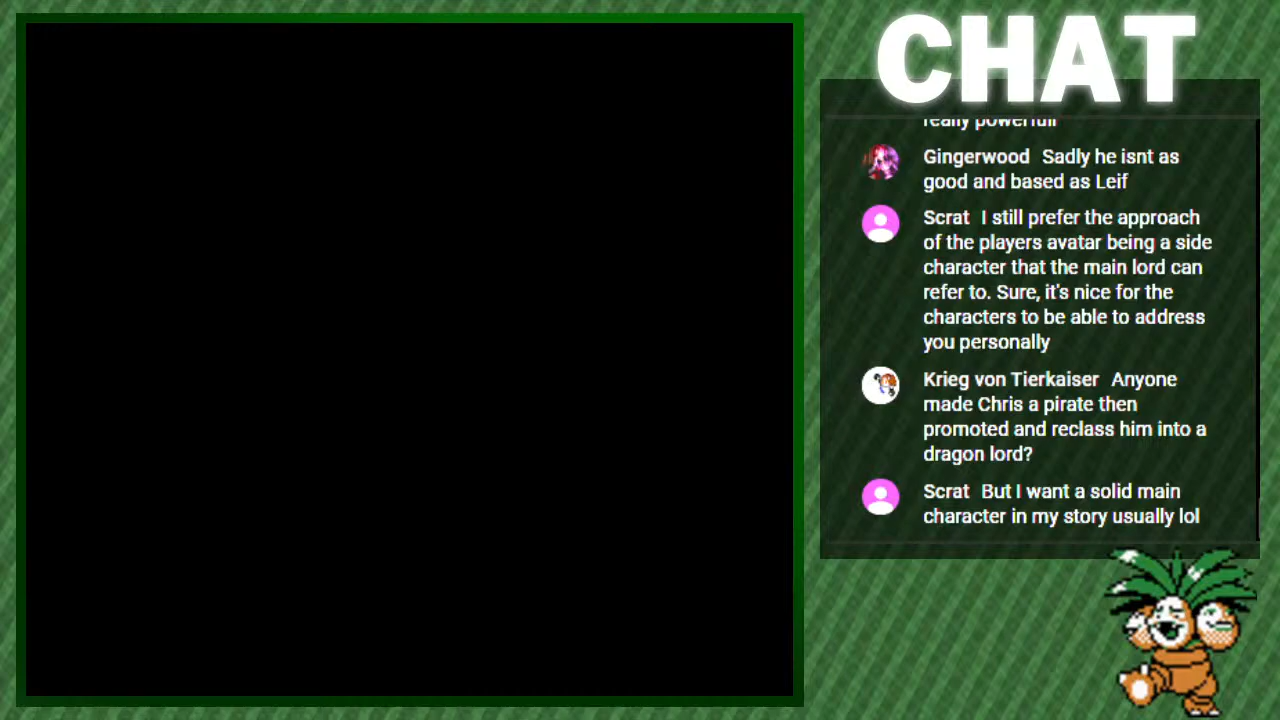 CHAT
really powerfull
Gingerwood Sadly he isnt as
good and based as Leif
Scrat I still prefer the approach
of the players avatar being a side
character that the main lord can
refer to. Sure, it's nice for the
characters to be able to address
you personally
Krieg von Tierkaiser Anyone
made Chris a pirate then
promoted and reclass him into a
dragon lord?
Scrat But I want a solid main
character in my story usually lol